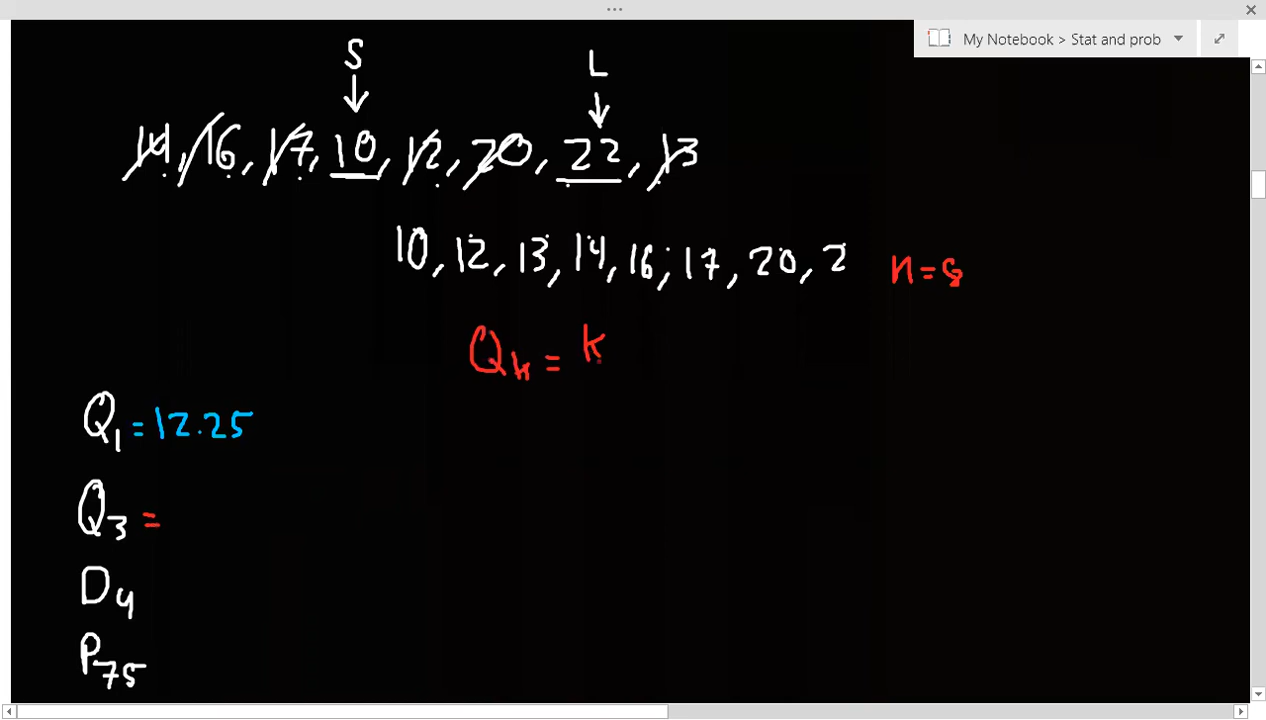 My Notebook > Stat and prob
S
L
14, 16, 17, 10, 12, 20, 22, 13
10, 12, 13, 14, 16, 17, 20, 2
n = 8
Qk = k
Q1 = 12.25
Q3 =
D4
P75